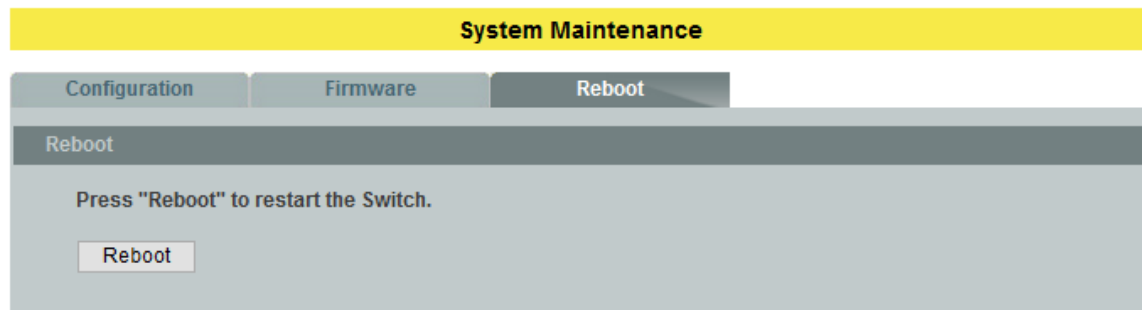 System Maintenance
Configuration Firmware Reboot
Reboot
Press "Reboot" to restart the Switch.
Reboot